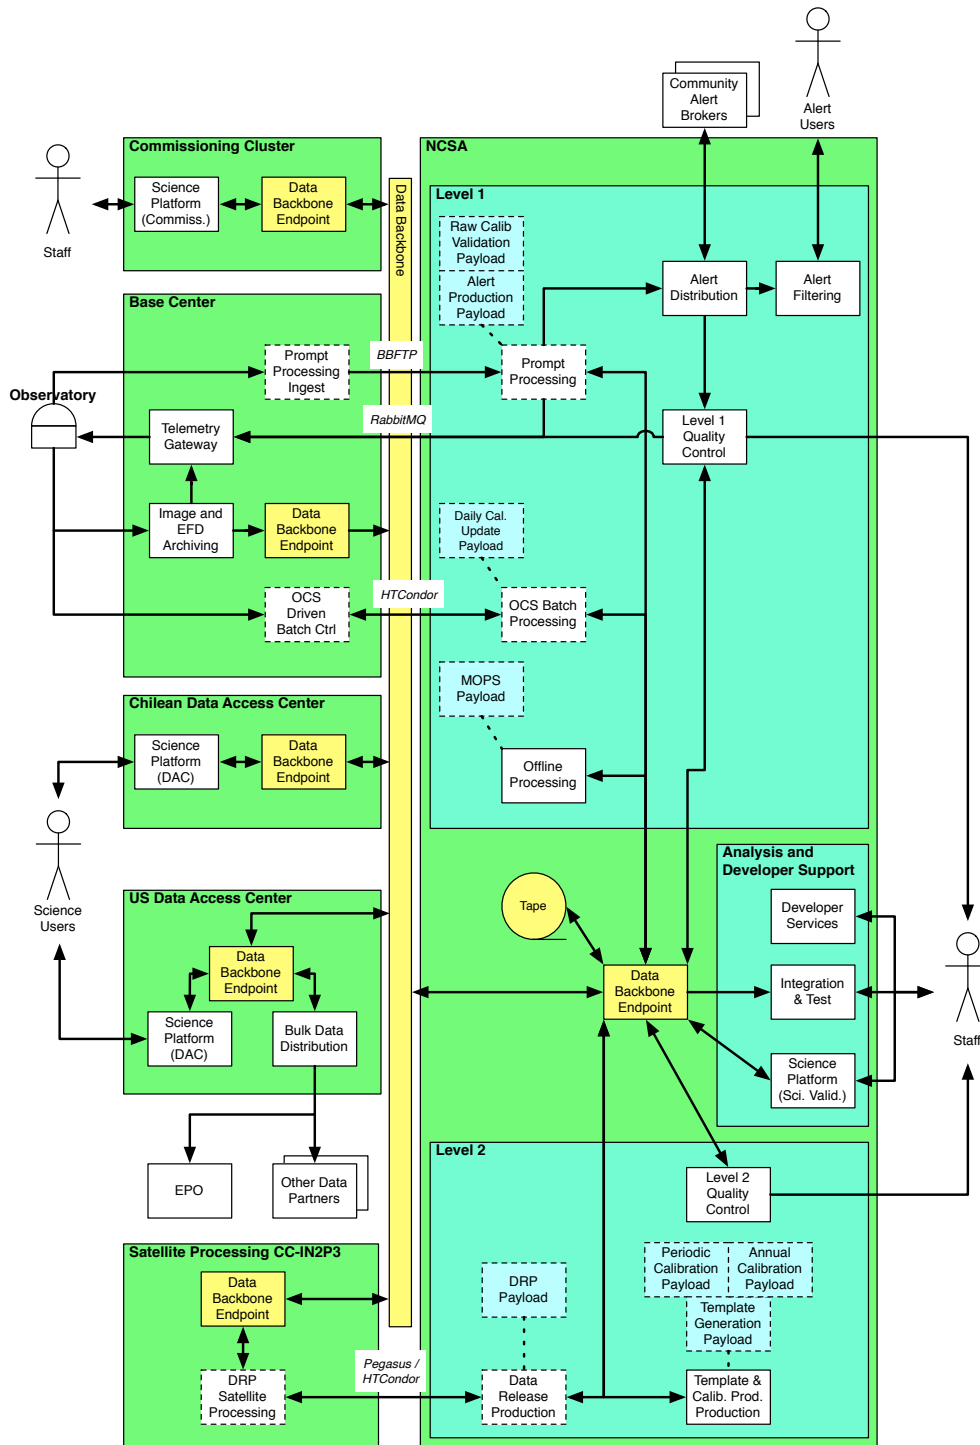 Community
Alert
Brokers
Alert
Users
Commissioning Cluster
Staff
Science
Platform
(Commiss.)
Data
Backbone
Endpoint
Data Backbone
NCSA
Level 1
Raw Calib
Validation
Payload
Alert
Production
Payload
Alert
Distribution
Alert
Filtering
Base Center
Prompt
Processing
Ingest
BBFTP
Prompt
Processing
Observatory
Telemetry
Gateway
RabbitMQ
Level 1
Quality
Control
Image and
EFD
Archiving
Data
Backbone
Endpoint
Daily Cal.
Update
Payload
OCS
Driven
Batch Ctrl
HTCondor
OCS Batch
Processing
MOPS
Payload
Offline
Processing
Chilean Data Access Center
Science
Platform
(DAC)
Data
Backbone
Endpoint
Science
Users
US Data Access Center
Data
Backbone
Endpoint
Science
Platform
(DAC)
Bulk Data
Distribution
EPO
Other Data
Partners
Tape
Data
Backbone
Endpoint
Analysis and
Developer Support
Developer
Services
Integration
& Test
Science
Platform
(Sci. Valid.)
Staff
Level 2
Level 2
Quality
Control
Periodic
Calibration
Payload
Annual
Calibration
Payload
Template
Generation
Payload
DRP
Payload
Satellite Processing CC-IN2P3
Data
Backbone
Endpoint
DRP
Satellite
Processing
Pegasus /
HTCondor
Data
Release
Production
Template &
Calib. Prod.
Production